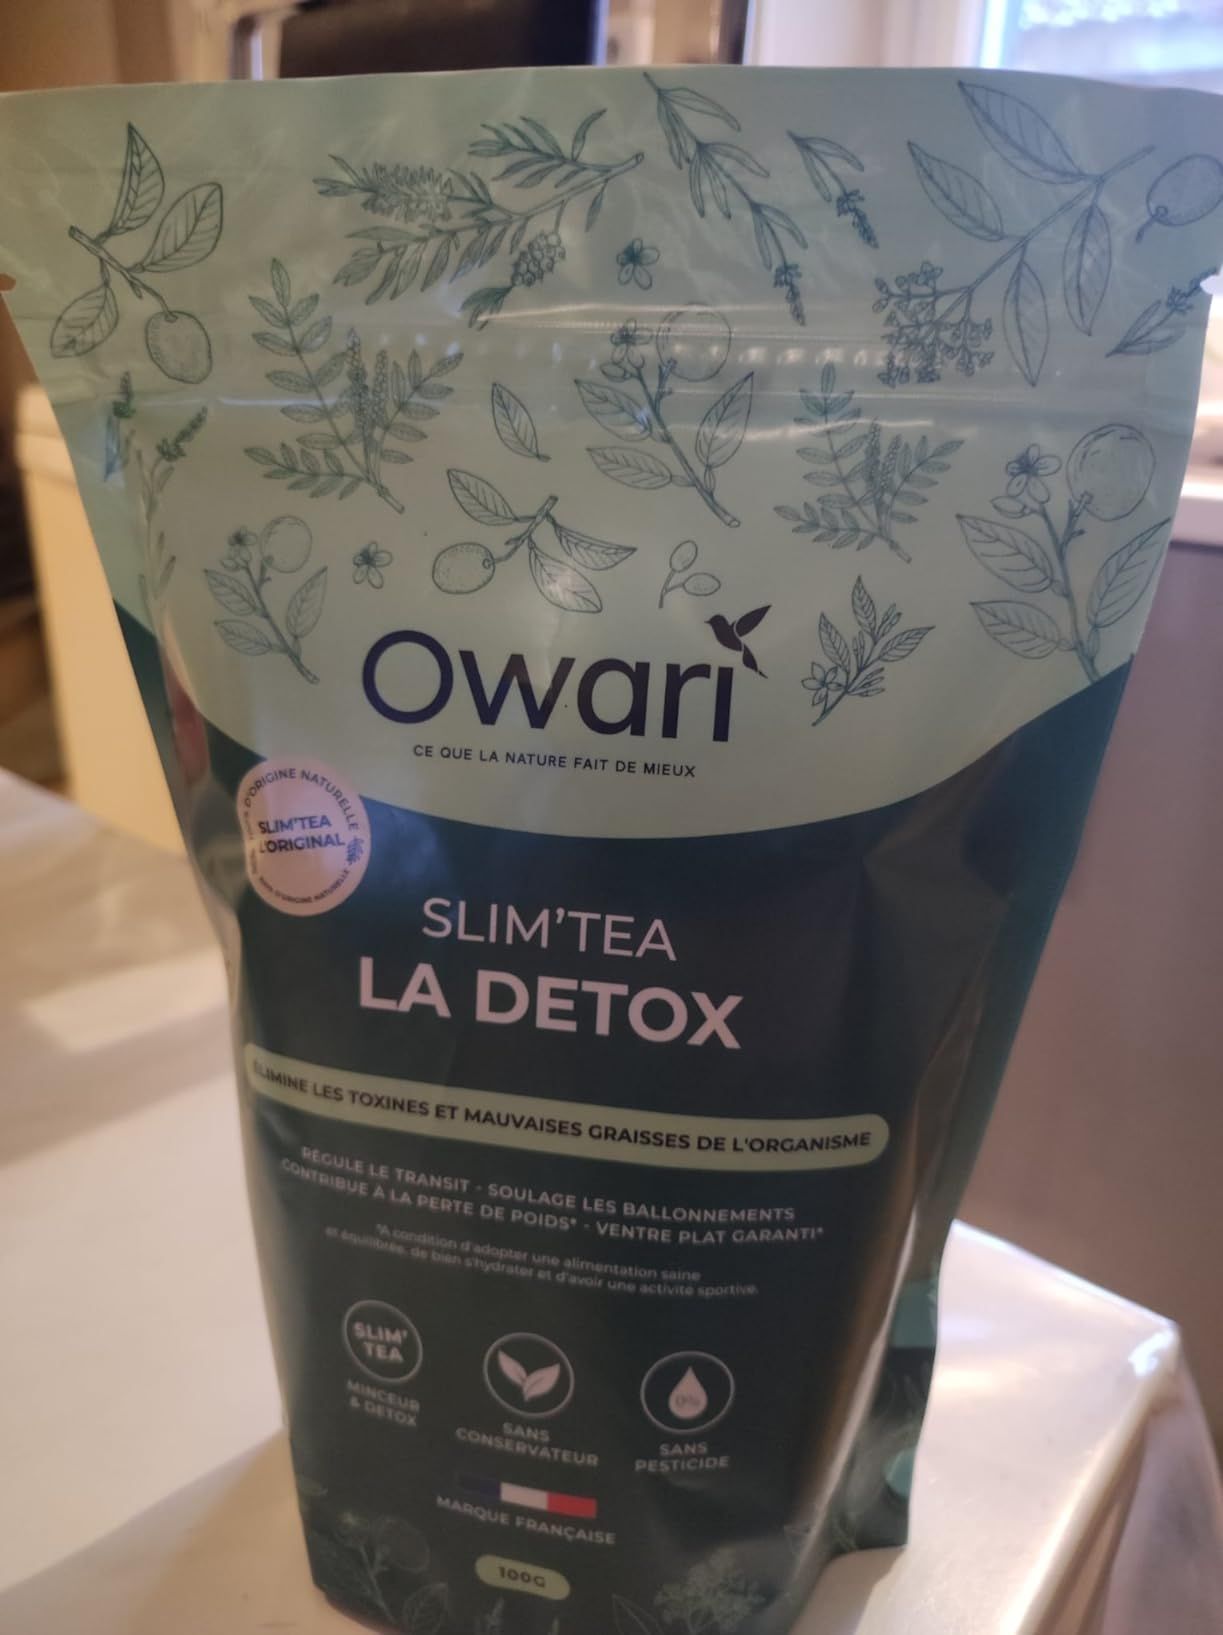 Owari
CE QUE LA NATURE FAIT DE MIEUX
D'ORIGINE NATURELLE
SLIM'TEA
L'ORIGINAL
SLIM'TEA
LA DETOX
ÉLIMINE LES TOXINES ET MAUVAISES GRAISSES DE L'ORGANISME
RÉGULE LE TRANSIT - SOULAGE LES BALLONNEMENTS
CONTRIBUE À LA PERTE DE POIDS* - VENTRE PLAT GARANTI*
*A condition d'adopter une alimentation saine
et équilibrée, de bien s'hydrater et d'avoir une activité sportive.
SLIM'
TEA
MINCEUR
& DETOX
SANS
CONSERVATEUR
0%
SANS
PESTICIDE
MARQUE FRANÇAISE
100G